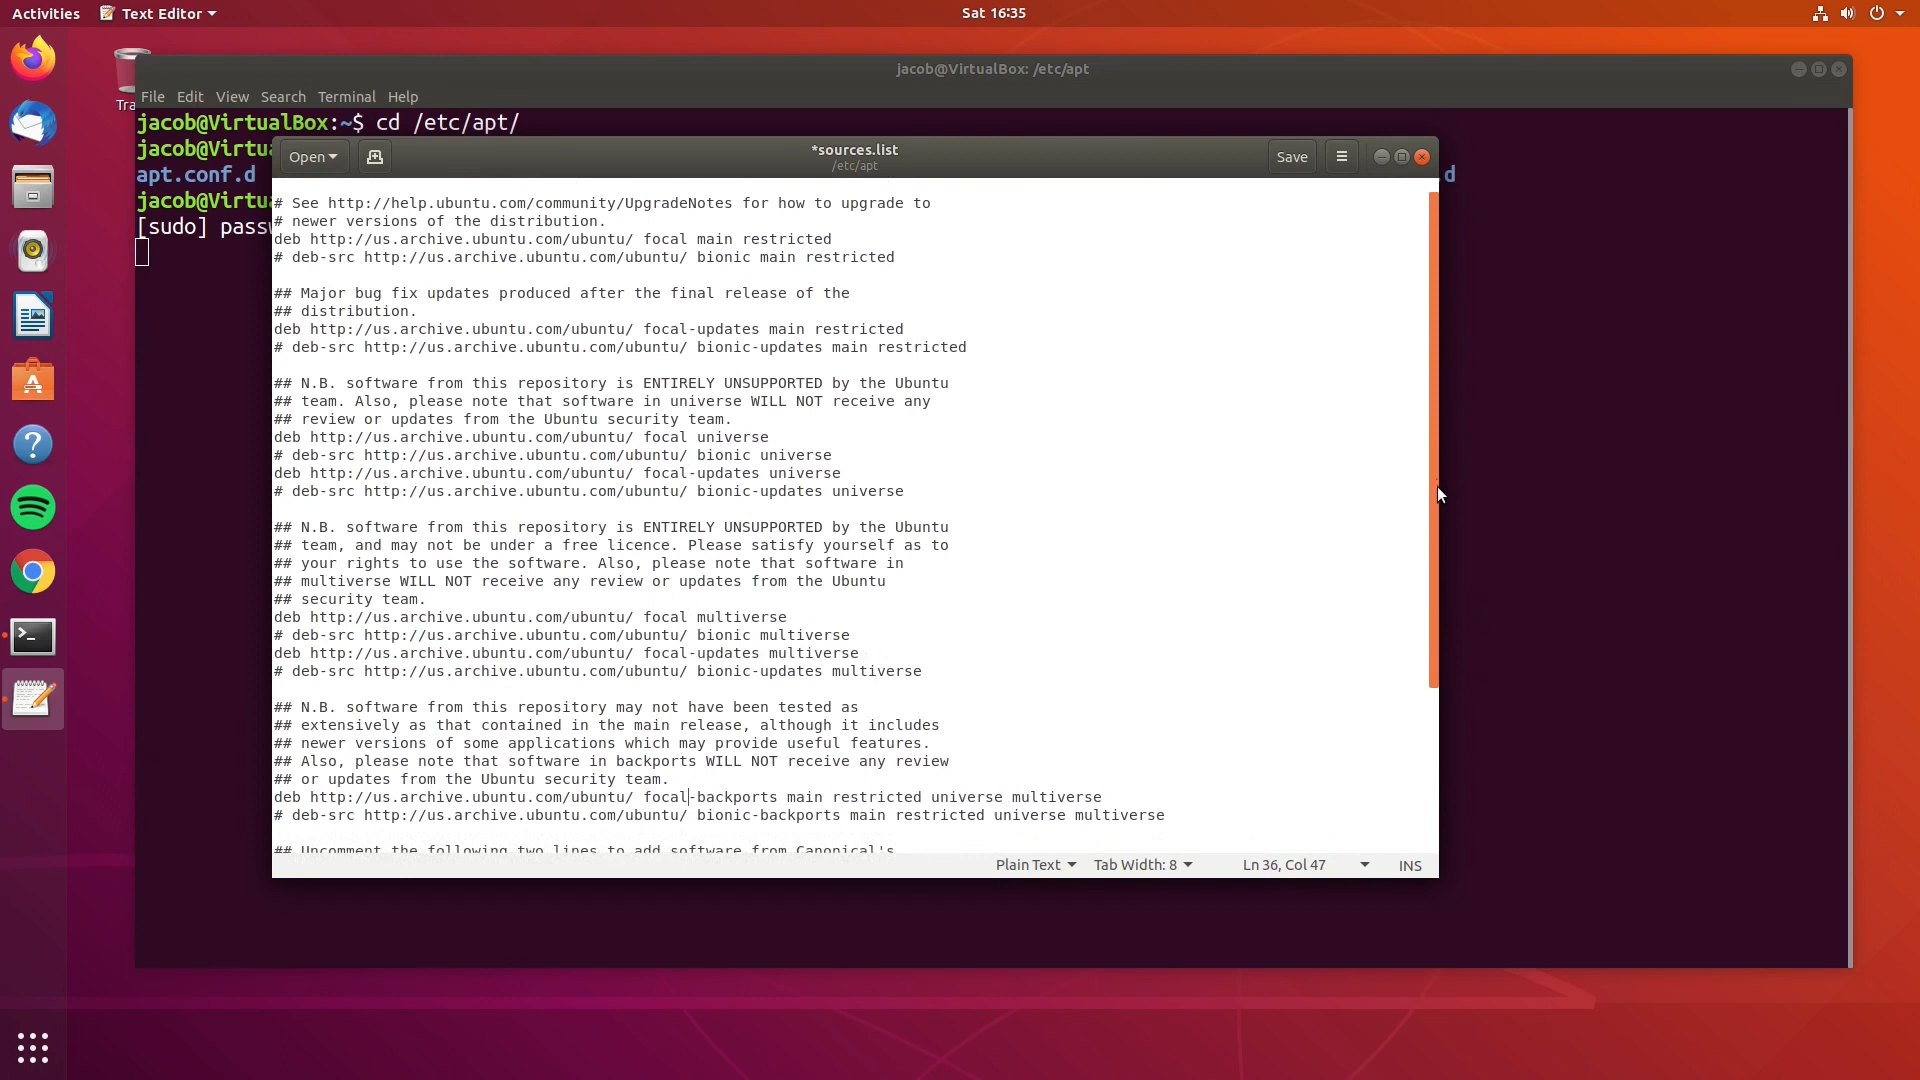 Activities
Text Editor
Sat 16:35
Tra
jacob@VirtualBox: /etc/apt
File Edit View Search Terminal Help
jacob@VirtualBox:~$ cd /etc/apt/
jacob@Virtua
apt.conf.d
d
jacob@Virtua
[sudo] passw
Open
*sources.list
/etc/apt
Save
# See http://help.ubuntu.com/community/UpgradeNotes for how to upgrade to
# newer versions of the distribution.
deb http://us.archive.ubuntu.com/ubuntu/ focal main restricted
# deb-src http://us.archive.ubuntu.com/ubuntu/ bionic main restricted
## Major bug fix updates produced after the final release of the
## distribution.
deb http://us.archive.ubuntu.com/ubuntu/ focal-updates main restricted
# deb-src http://us.archive.ubuntu.com/ubuntu/ bionic-updates main restricted
## N.B. software from this repository is ENTIRELY UNSUPPORTED by the Ubuntu
## team. Also, please note that software in universe WILL NOT receive any
## review or updates from the Ubuntu security team.
deb http://us.archive.ubuntu.com/ubuntu/ focal universe
# deb-src http://us.archive.ubuntu.com/ubuntu/ bionic universe
deb http://us.archive.ubuntu.com/ubuntu/ focal-updates universe
# deb-src http://us.archive.ubuntu.com/ubuntu/ bionic-updates universe
## N.B. software from this repository is ENTIRELY UNSUPPORTED by the Ubuntu
## team, and may not be under a free licence. Please satisfy yourself as to
## your rights to use the software. Also, please note that software in
## multiverse WILL NOT receive any review or updates from the Ubuntu
## security team.
deb http://us.archive.ubuntu.com/ubuntu/ focal multiverse
# deb-src http://us.archive.ubuntu.com/ubuntu/ bionic multiverse
deb http://us.archive.ubuntu.com/ubuntu/ focal-updates multiverse
# deb-src http://us.archive.ubuntu.com/ubuntu/ bionic-updates multiverse
## N.B. software from this repository may not have been tested as
## extensively as that contained in the main release, although it includes
## newer versions of some applications which may provide useful features.
## Also, please note that software in backports WILL NOT receive any review
## or updates from the Ubuntu security team.
deb http://us.archive.ubuntu.com/ubuntu/ focal-backports main restricted universe multiverse
# deb-src http://us.archive.ubuntu.com/ubuntu/ bionic-backports main restricted universe multiverse
## Uncomment the following two lines to add software from Canonical's
Plain Text
Tab Width: 8
Ln 36, Col 47
INS